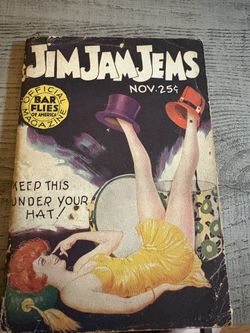 JIM JAM JEMS
NOV. 25¢
OFFICIAL
BAR
FLIES
OF AMERICA
MAGAZINE
KEEP THIS
UNDER YOUR
HAT!